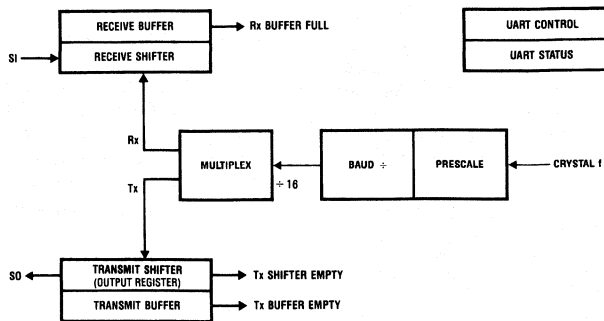 RECEIVE BUFFER
Rx BUFFER FULL
UART CONTROL
SI
RECEIVE SHIFTER
UART STATUS
Rx
MULTIPLEX
BAUD ÷
PRESCALE
CRYSTAL f
Tx
÷ 16
SO
TRANSMIT SHIFTER
(OUTPUT REGISTER)
Tx SHIFTER EMPTY
TRANSMIT BUFFER
Tx BUFFER EMPTY